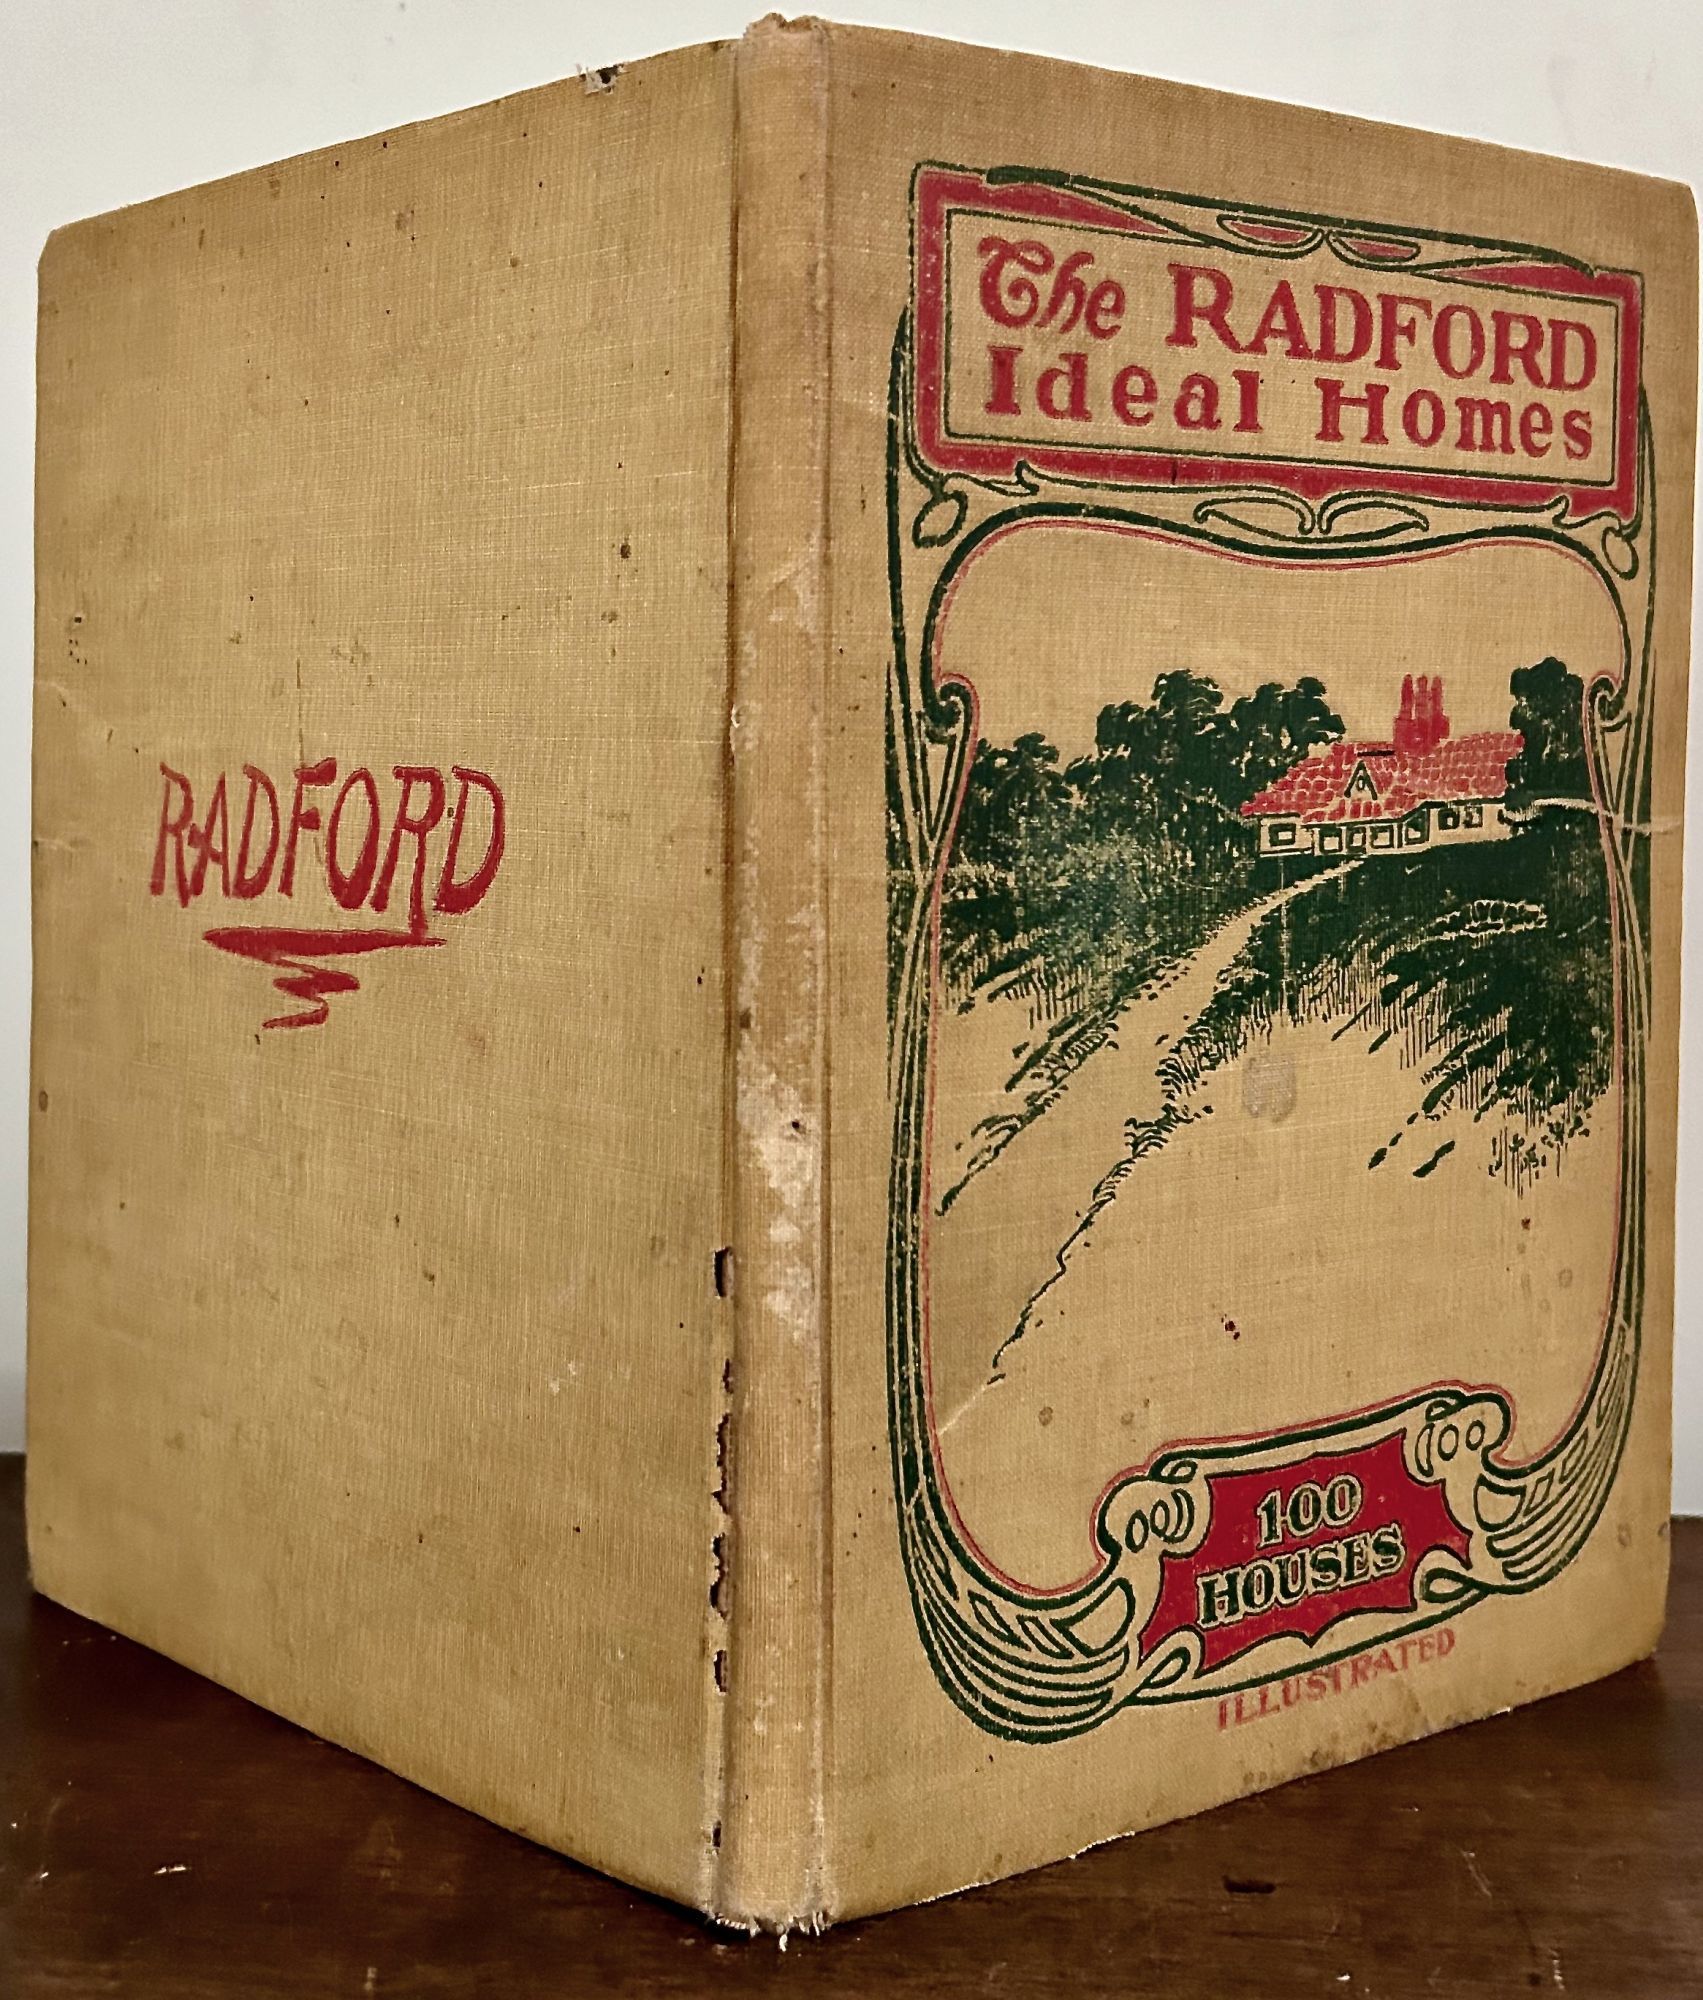 The RADFORD
Ideal Homes
100
HOUSES
ILLUSTRATED
RADFORD